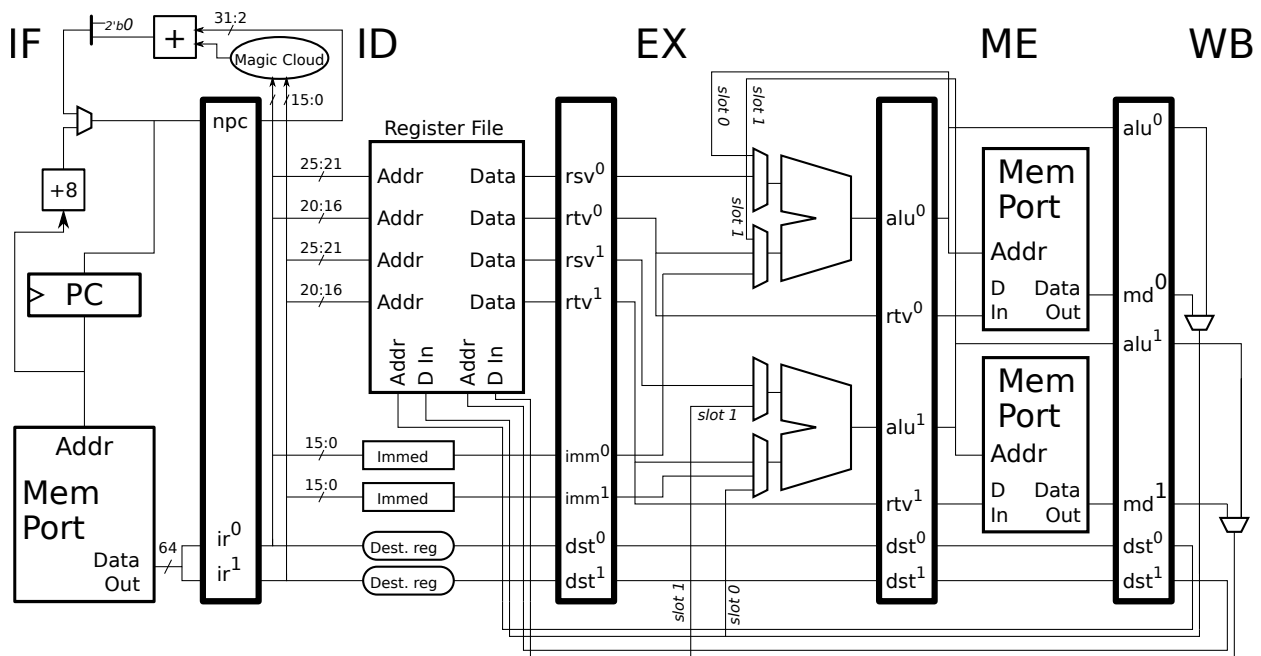 IF
ID
EX
ME
WB
2'b0
31:2
+
Magic Cloud
15:0
npc
+8
PC
Addr
Mem
Port
Data
Out
64
ir0
ir1
Register File
25:21
Addr
Data
20:16
Addr
Data
25:21
Addr
Data
20:16
Addr
Data
Addr
D In
Addr
D In
15:0
Immed
15:0
Immed
Dest. reg
Dest. reg
rsv0
rtv0
rsv1
rtv1
imm0
imm1
dst0
dst1
slot 0
slot 1
slot 1
slot 1
slot 1
slot 0
alu0
rtv0
alu1
rtv1
dst0
dst1
Mem
Port
Addr
D
In
Data
Out
Mem
Port
Addr
D
In
Data
Out
alu0
md0
alu1
md1
dst0
dst1